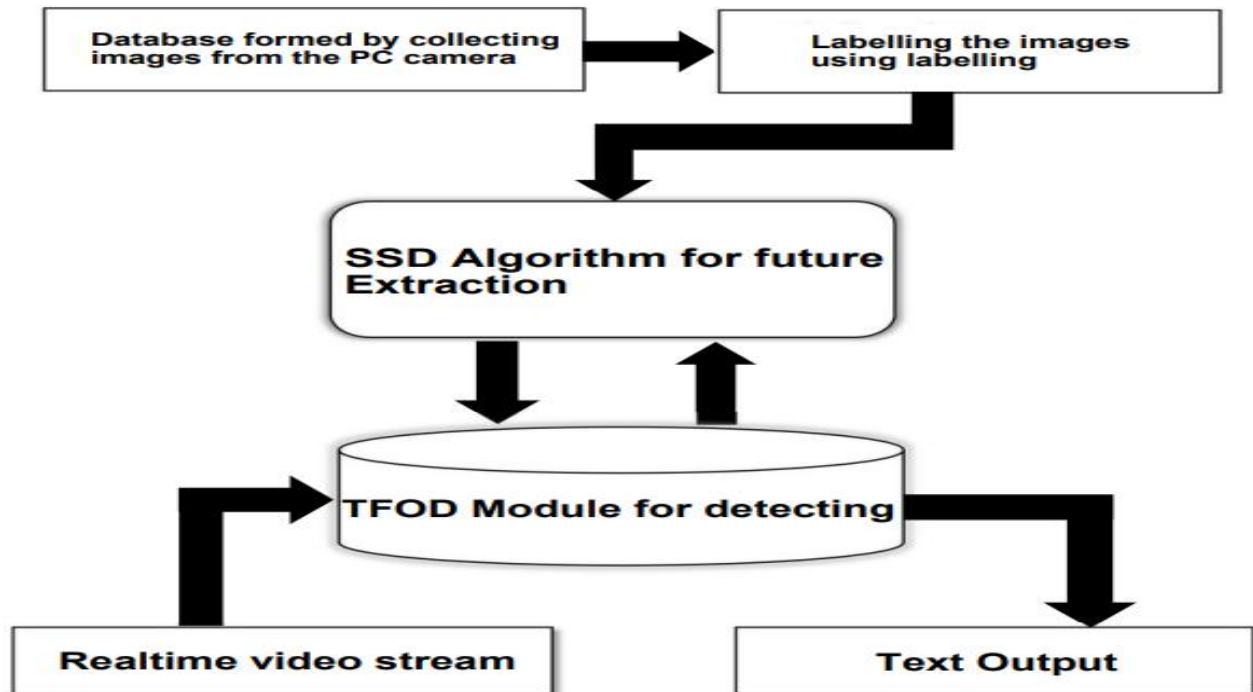 Database formed by collecting
images from the PC camera
Labelling the images
using labelling
SSD Algorithm for future
Extraction
TFOD Module for detecting
Realtime video stream
Text Output